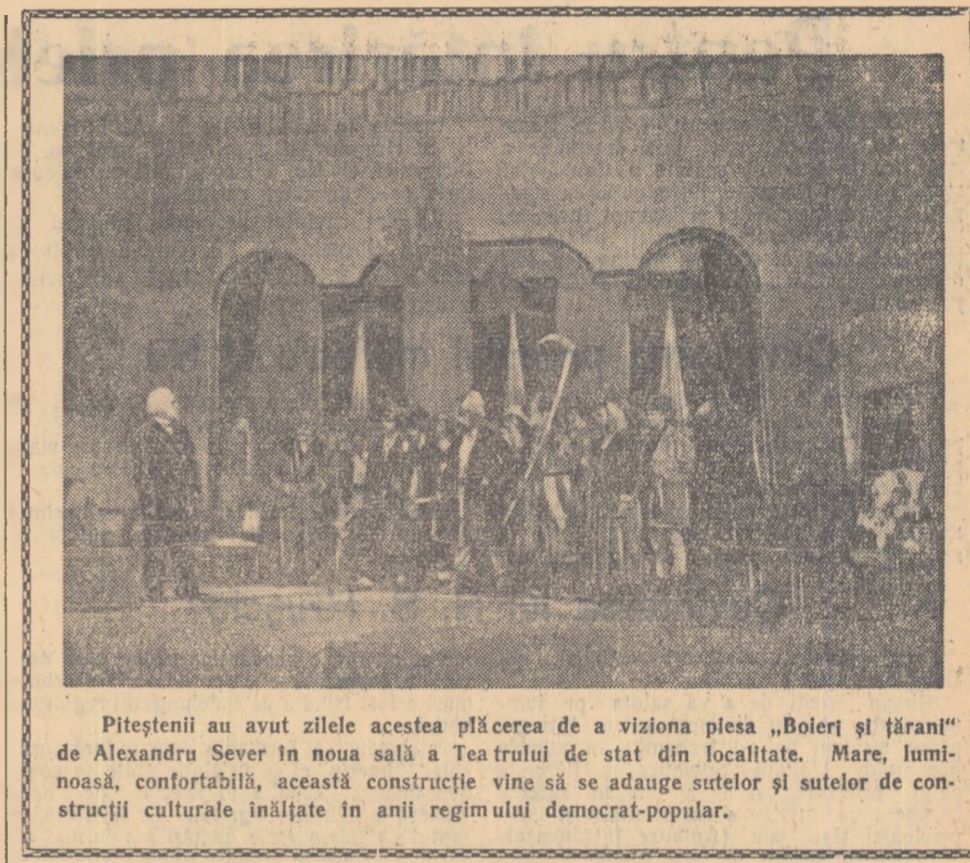 Piteştenii au avut zilele acestea plăcerea de a viziona piesa „Boieri şi ţărani"
de Alexandru Sever în noua sală a Teatrului de stat din localitate. Mare, lumi-
noasă, confortabilă, această construcţie vine să se adauge sutelor şi sutelor de con-
strucţii culturale înălţate în anii regimului democrat-popular.